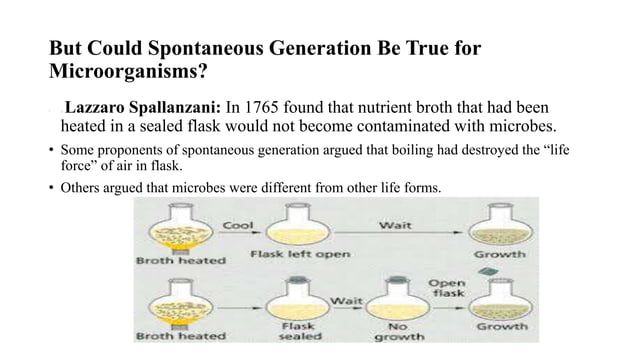 But Could Spontaneous Generation Be True for
Microorganisms?
Lazzaro Spallanzani: In 1765 found that nutrient broth that had been
heated in a sealed flask would not become contaminated with microbes.
• Some proponents of spontaneous generation argued that boiling had destroyed the “life
force” of air in flask.
• Others argued that microbes were different from other life forms.
Cool
Wait
Broth heated
Flask left open
Growth
Wait
Open
flask
Broth heated
Flask
sealed
No
growth
Growth